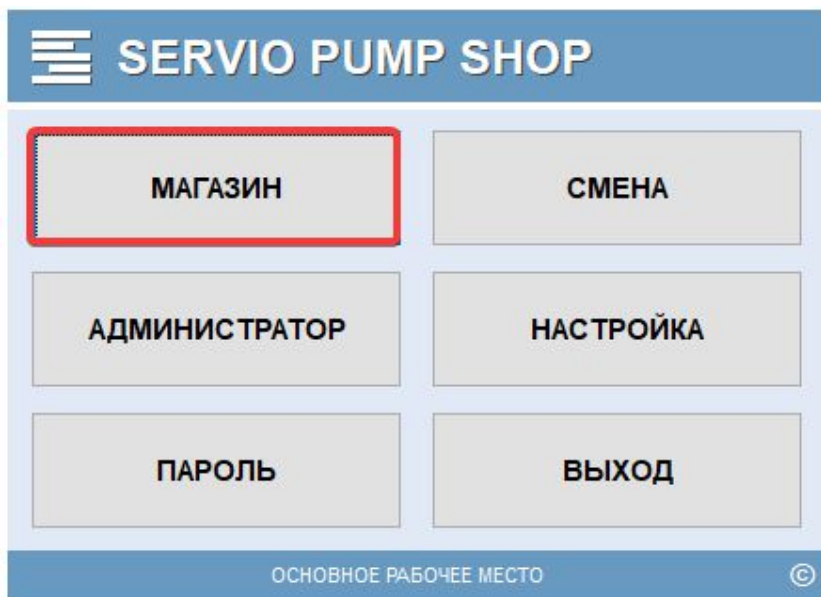 SERVIO PUMP SHOP
МАГАЗИН
СМЕНА
АДМИНИСТРАТОР
НАСТРОЙКА
ПАРОЛЬ
ВЫХОД
ОСНОВНОЕ РАБОЧЕЕ МЕСТО ©